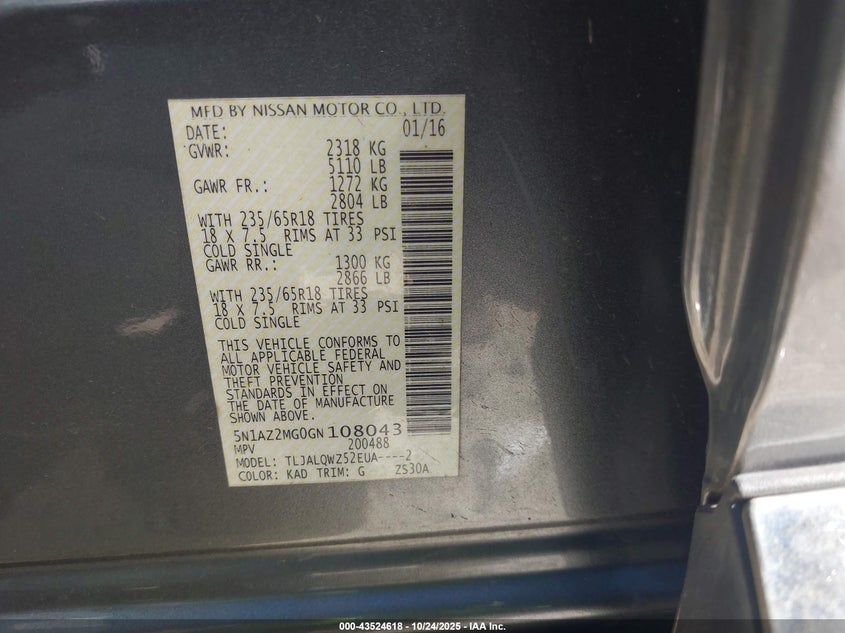 MFD BY NISSAN MOTOR CO., LTD.
DATE: 01/16
GVWR: 2318 KG
5110 LB
GAWR FR.: 1272 KG
2804 LB
WITH 235/65R18 TIRES
18 X 7.5 RIMS AT 33 PSI
COLD SINGLE
GAWR RR.: 1300 KG
2866 LB
WITH 235/65R18 TIRES
18 X 7.5 RIMS AT 33 PSI
COLD SINGLE
THIS VEHICLE CONFORMS TO
ALL APPLICABLE FEDERAL
MOTOR VEHICLE SAFETY AND
THEFT PREVENTION
STANDARDS IN EFFECT ON
THE DATE OF MANUFACTURE
SHOWN ABOVE.
5N1AZ2MG0GN108043
MPV 200488
MODEL: TLJALQWZ52EUA----2
COLOR: KAD TRIM: G ZS30A
000-43524618 - 10/24/2025 - IAA Inc.